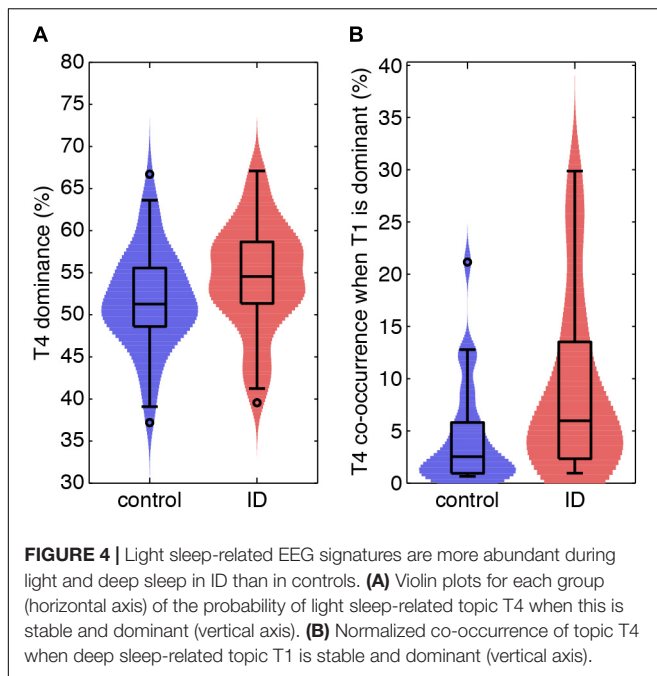 A
B
T4 dominance (%)
80
75
70
65
60
55
50
45
40
35
30
control
ID
T4 co-occurrence when T1 is dominant (%)
40
35
30
25
20
15
10
5
0
control
ID
FIGURE 4 | Light sleep-related EEG signatures are more abundant during
light and deep sleep in ID than in controls. (A) Violin plots for each group
(horizontal axis) of the probability of light sleep-related topic T4 when this is
stable and dominant (vertical axis). (B) Normalized co-occurrence of topic T4
when deep sleep-related topic T1 is stable and dominant (vertical axis).